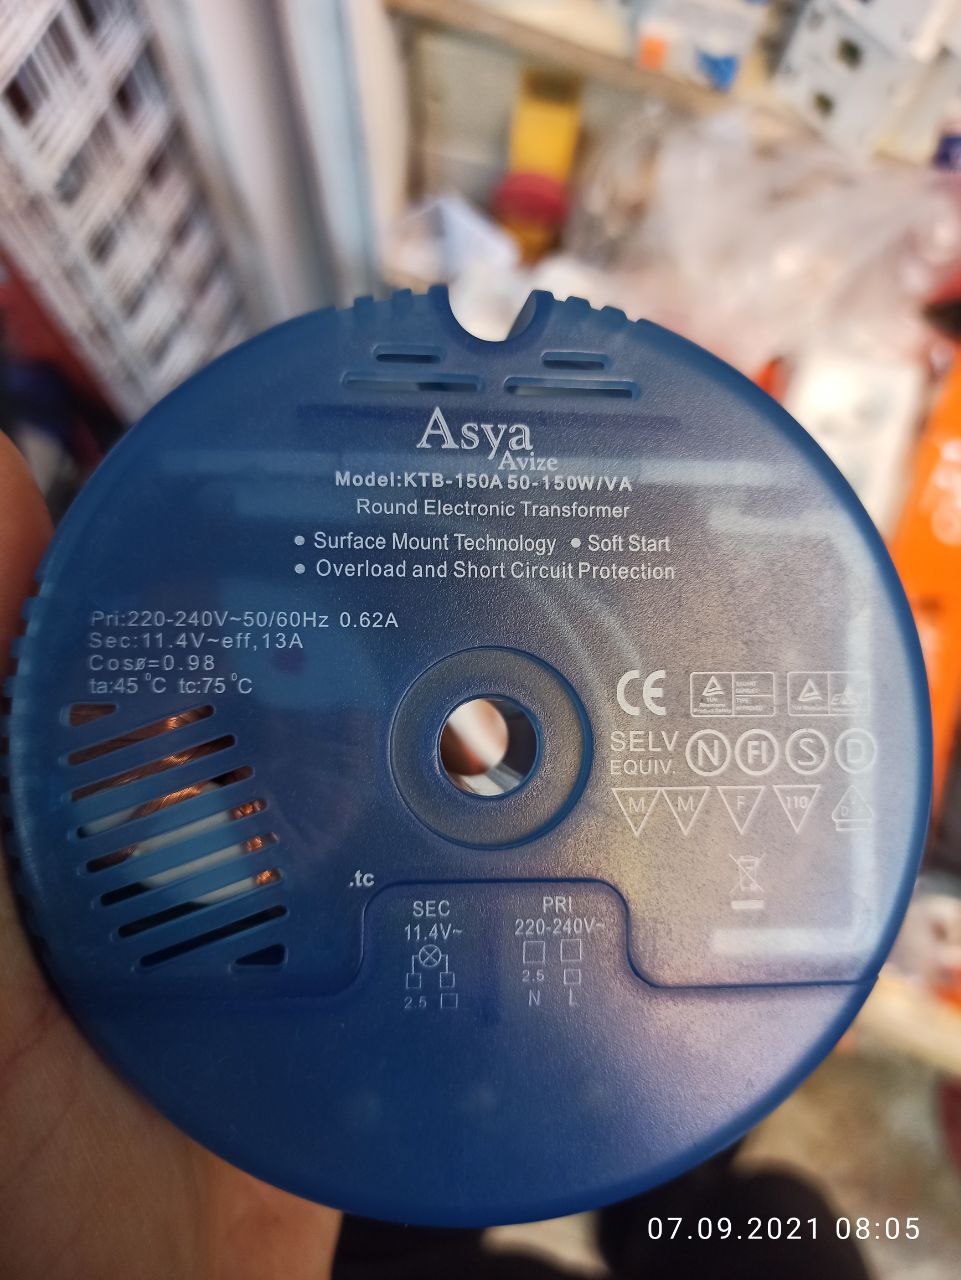 Asya
Avize
Model:KTB-150A 50-150W/VA
Round Electronic Transformer
• Surface Mount Technology • Soft Start
• Overload and Short Circuit Protection
Pri:220-240V~50/60Hz 0.62A
Sec:11.4V~eff,13A
Cosø=0.98
ta:45 °C tc:75 °C
CE
SELV
EQUIV.
N FI S D
M M F 110 D
.tc
SEC
11.4V~
2.5
PRI
220-240V~
2.5
N L
07.09.2021 08:05